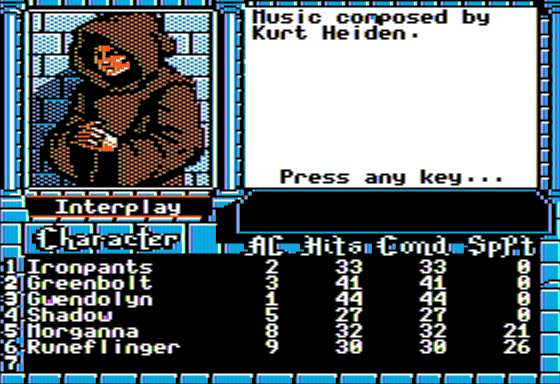 Music composed by
Kurt Heiden.
Press any key...
Interplay
Character AC Hits Cond SpPt
1 Ironpants 2 33 33 0
2 Greenbolt 3 41 41 0
3 Gwendolyn 1 44 44 0
4 Shadow 5 27 27 0
5 Morganna 8 32 32 21
6 Runeflinger 9 30 30 26
7